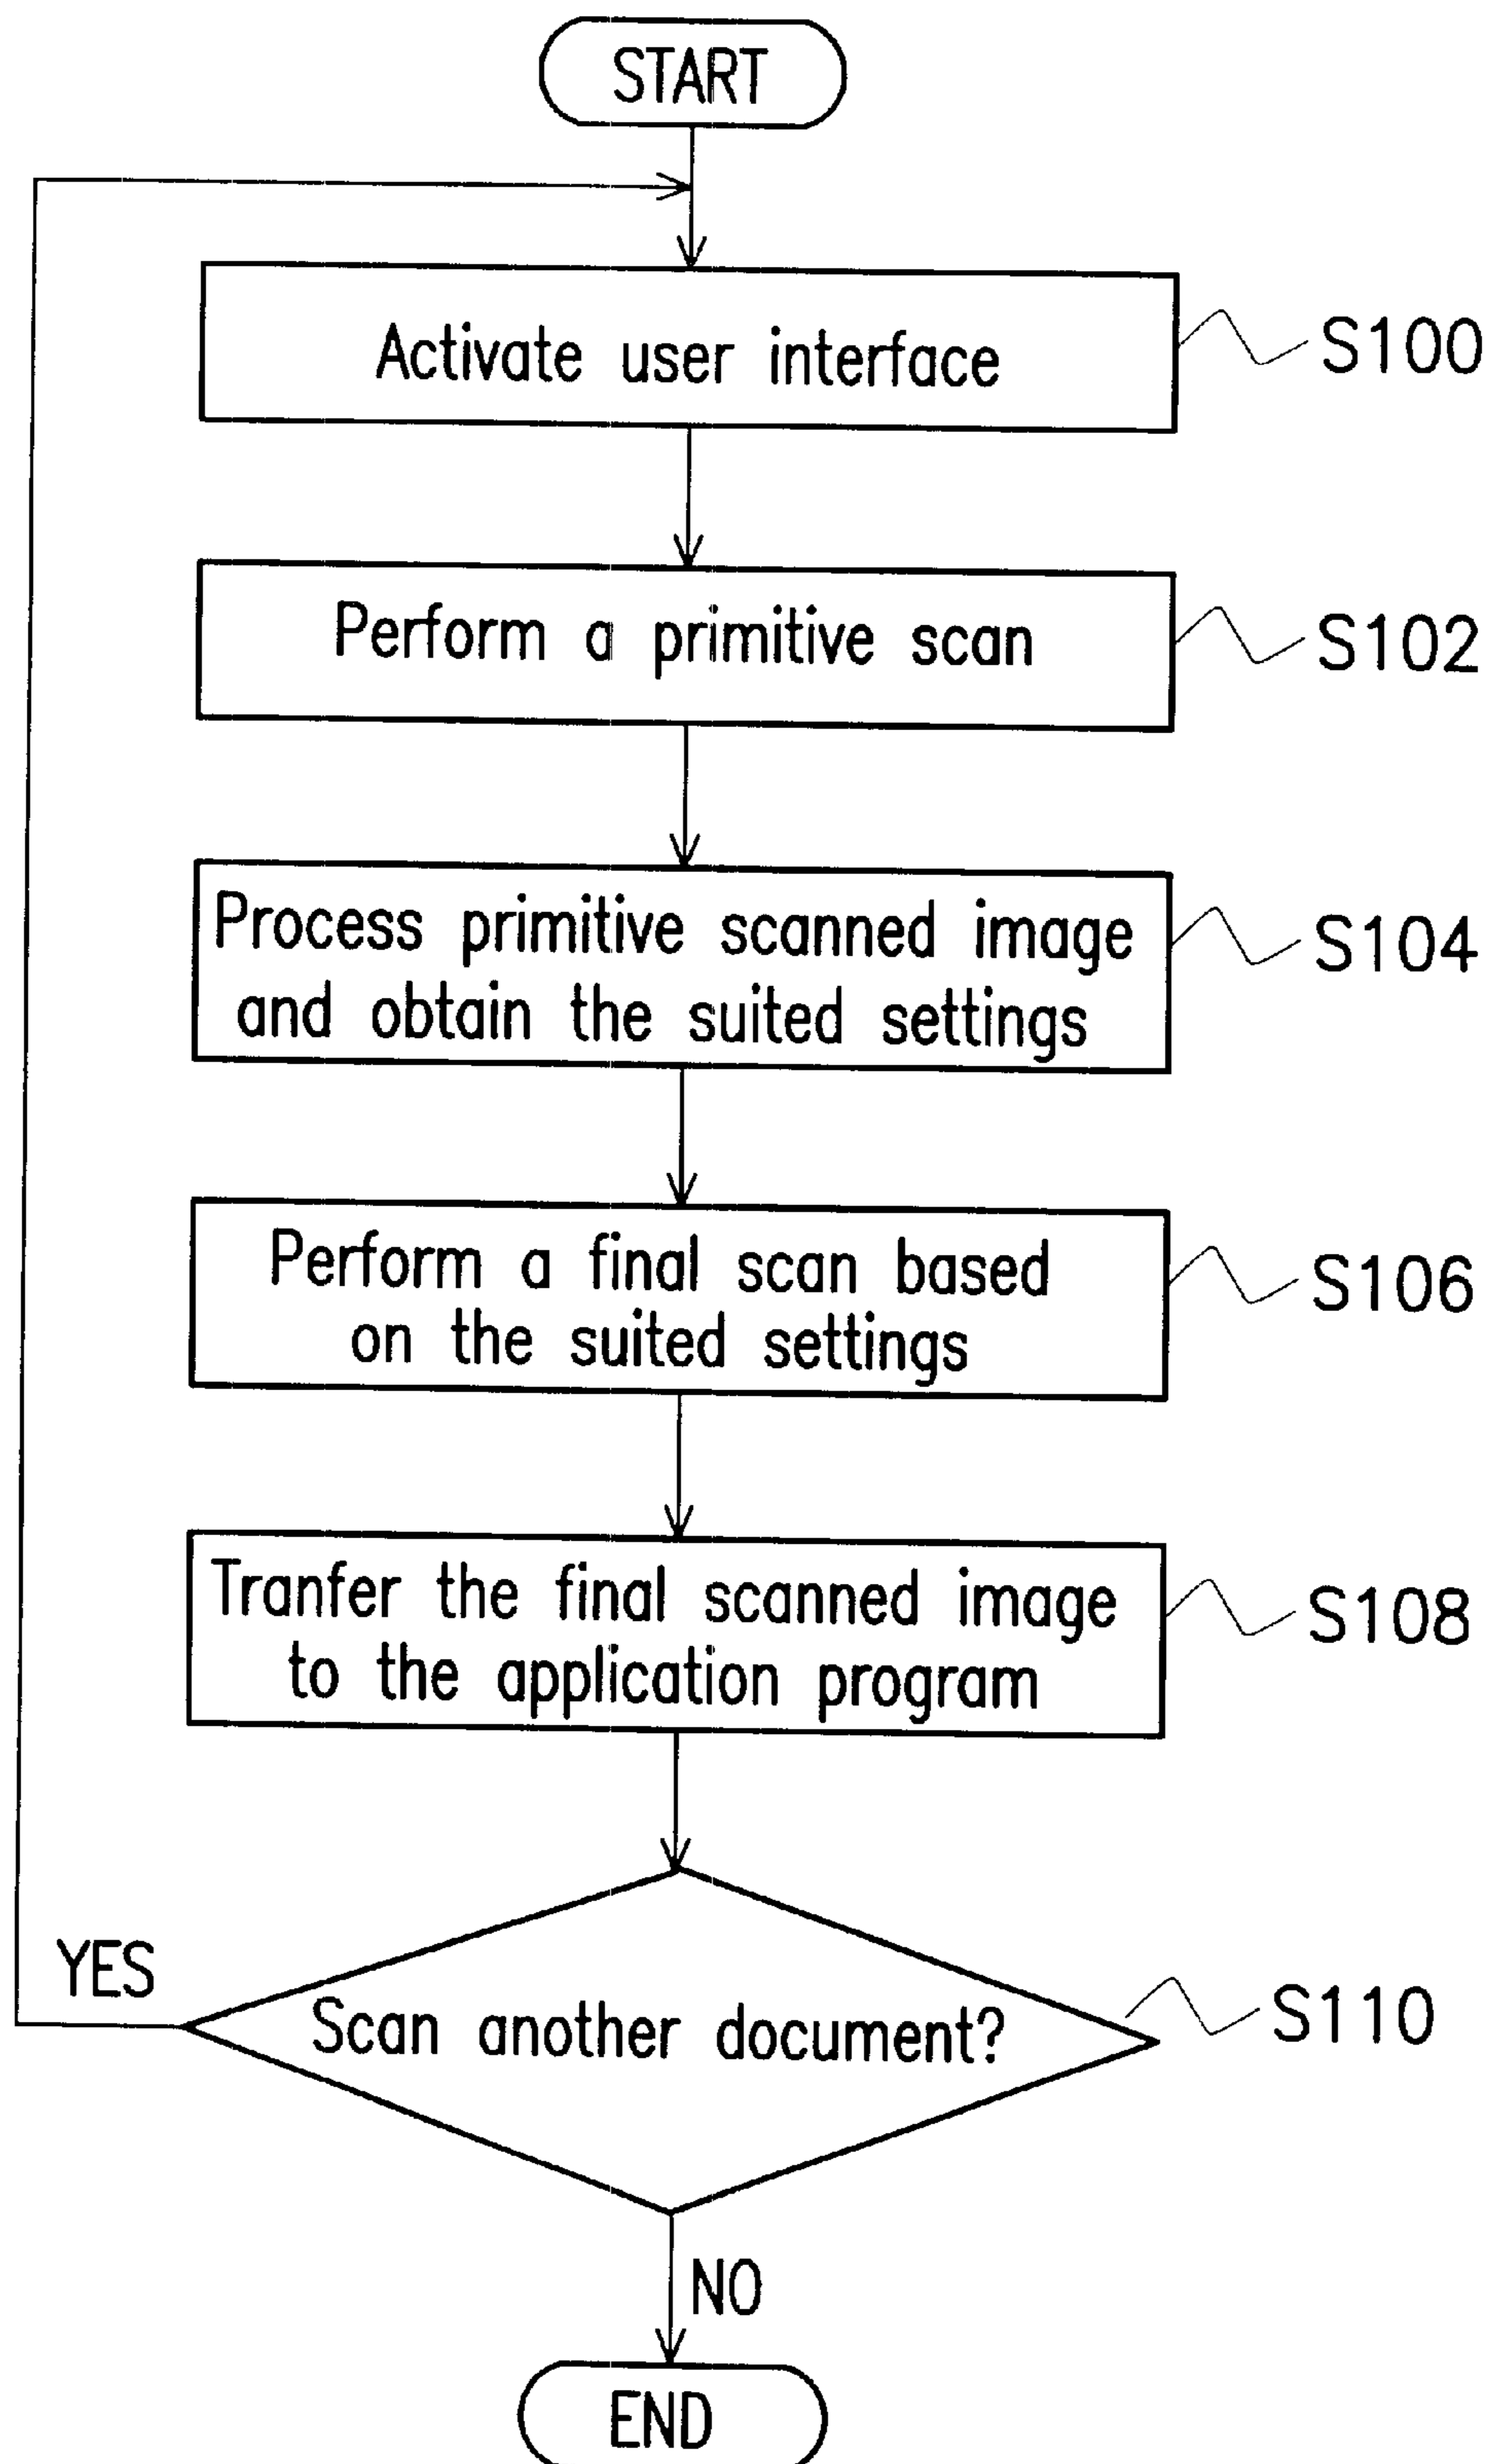 START
Activate user interface
S100
Perform a primitive scan
S102
Process primitive scanned image
and obtain the suited settings
S104
Perform a final scan based
on the suited settings
S106
Tranfer the final scanned image
to the application program
S108
YES
Scan another document?
S110
NO
END